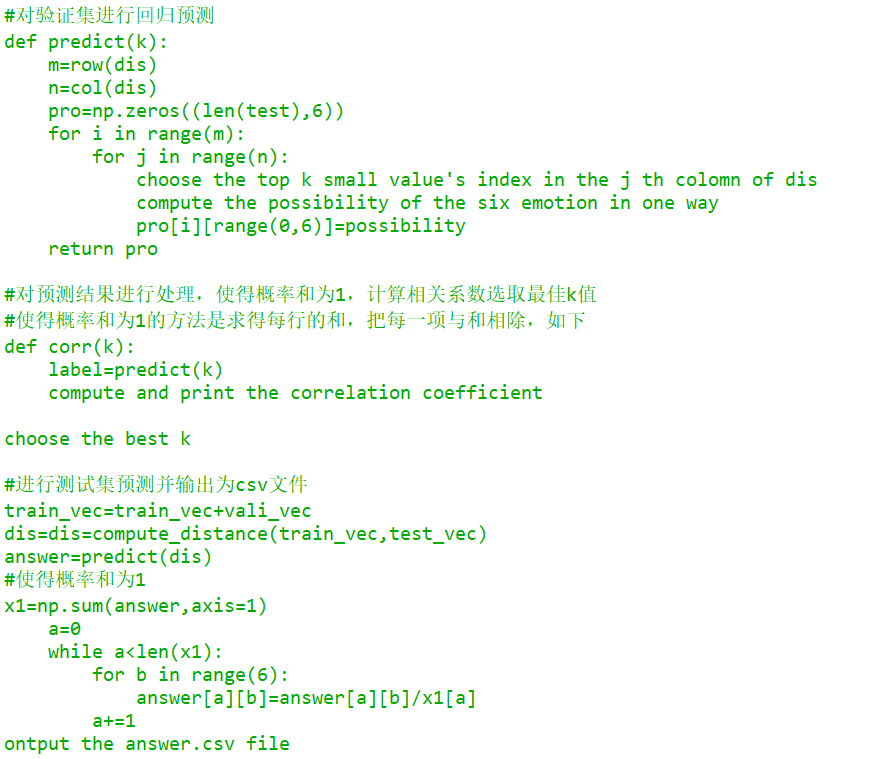 #对验证集进行回归预测
def predict(k):
    m=row(dis)
    n=col(dis)
    pro=np.zeros((len(test),6))
    for i in range(m):
        for j in range(n):
            choose the top k small value's index in the j th colomn of dis
            compute the possibility of the six emotion in one way
            pro[i][range(0,6)]=possibility
    return pro
#对预测结果进行处理，使得概率和为1，计算相关系数选取最佳k值
#使得概率和为1的方法是求得每行的和，把每一项与和相除，如下
def corr(k):
    label=predict(k)
    compute and print the correlation coefficient
choose the best k
#进行测试集预测并输出为csv文件
train_vec=train_vec+vali_vec
dis=dis=compute_distance(train_vec,test_vec)
answer=predict(dis)
#使得概率和为1
x1=np.sum(answer,axis=1)
    a=0
    while a<len(x1):
        for b in range(6):
            answer[a][b]=answer[a][b]/x1[a]
        a+=1
ontput the answer.csv file